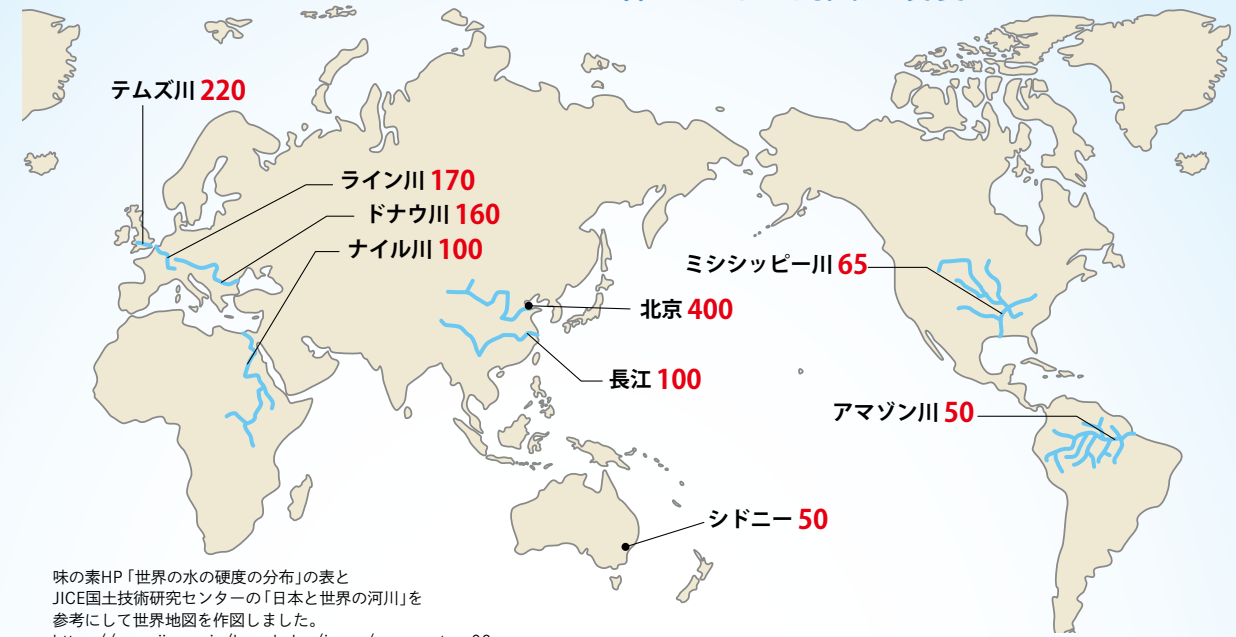 テムズ川 220
ライン川 170
ドナウ川 160
ナイル川 100
ミシシッピー川 65
北京 400
長江 100
アマゾン川 50
シドニー 50
味の素HP「世界の水の硬度の分布」の表と
JICE国土技術研究センターの「日本と世界の河川」を
参考にして世界地図を作図しました。